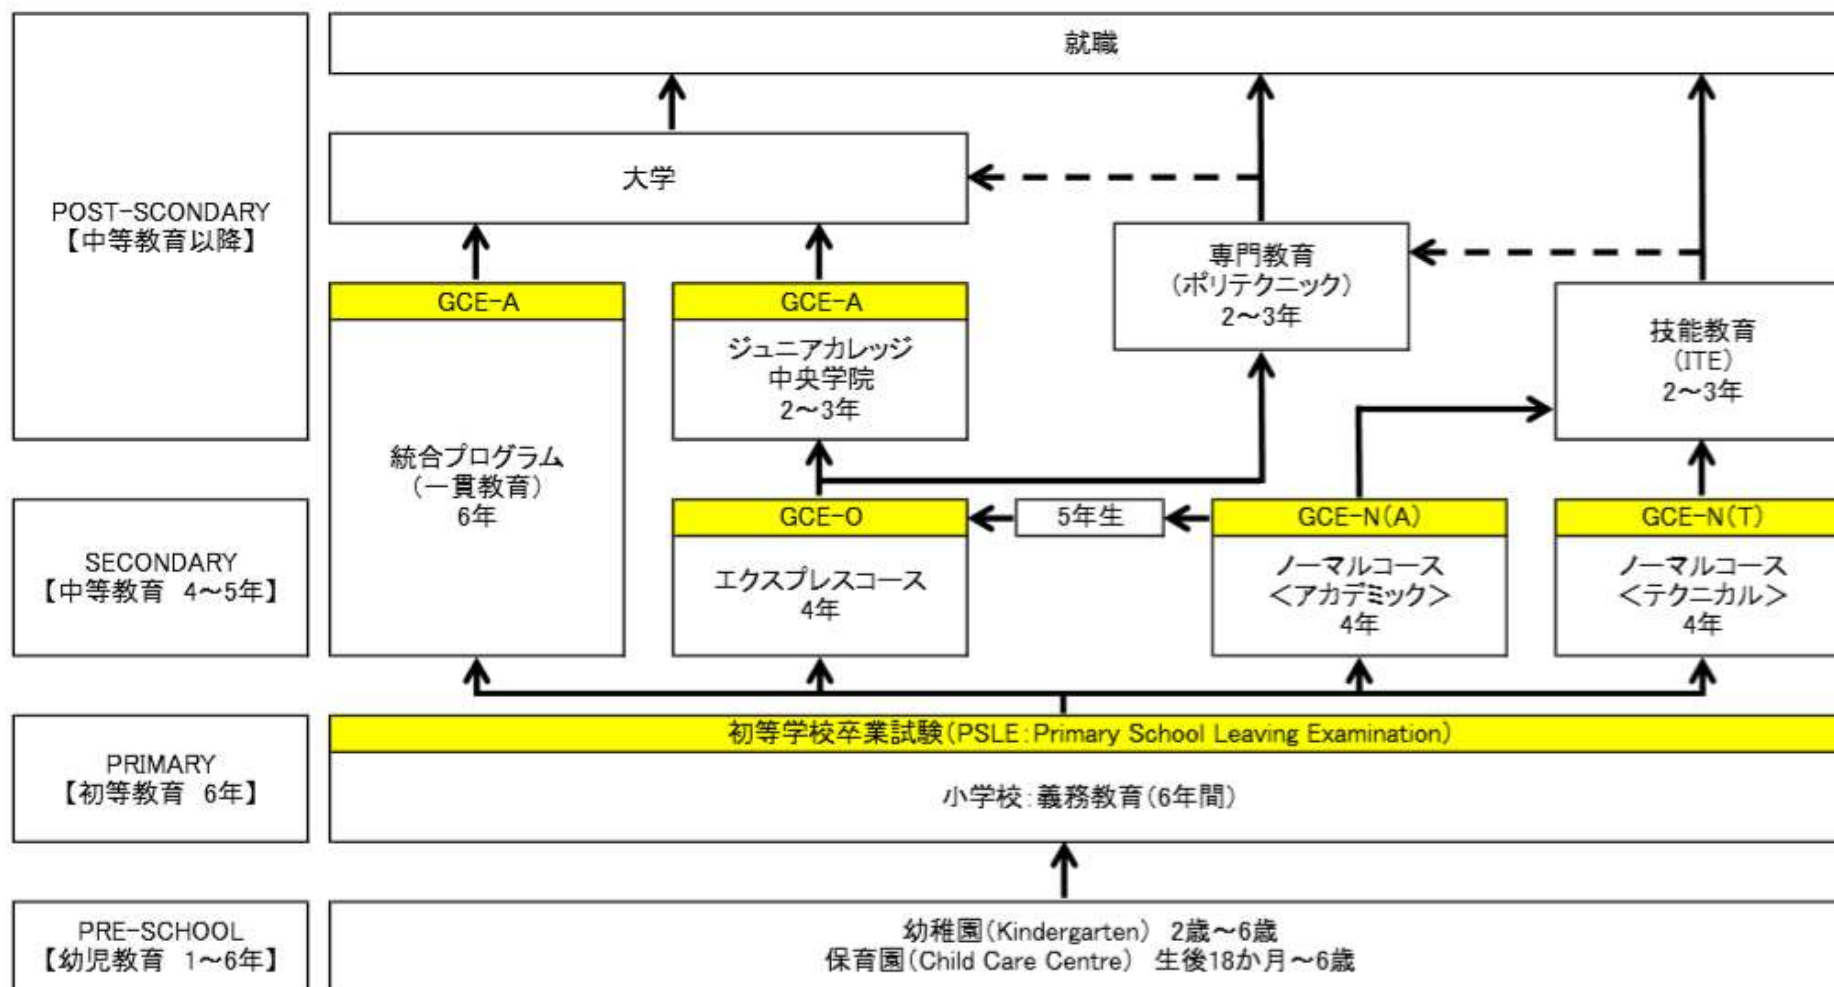 就職
大学
POST-SCONDARY
【中等教育以降】
専門教育
(ポリテクニック)
2～3年
GCE-A
GCE-A
ジュニアカレッジ
中央学院
2～3年
技能教育
(ITE)
2～3年
統合プログラム
(一貫教育)
6年
GCE-O
5年生
GCE-N(A)
GCE-N(T)
SECONDARY
【中等教育 4～5年】
エクスプレスコース
4年
ノーマルコース
＜アカデミック＞
4年
ノーマルコース
＜テクニカル＞
4年
初等学校卒業試験(PSLE:Primary School Leaving Examination)
PRIMARY
【初等教育 6年】
小学校:義務教育(6年間)
PRE-SCHOOL
【幼児教育 1～6年】
幼稚園(Kindergarten) 2歳～6歳
保育園(Child Care Centre) 生後18か月～6歳